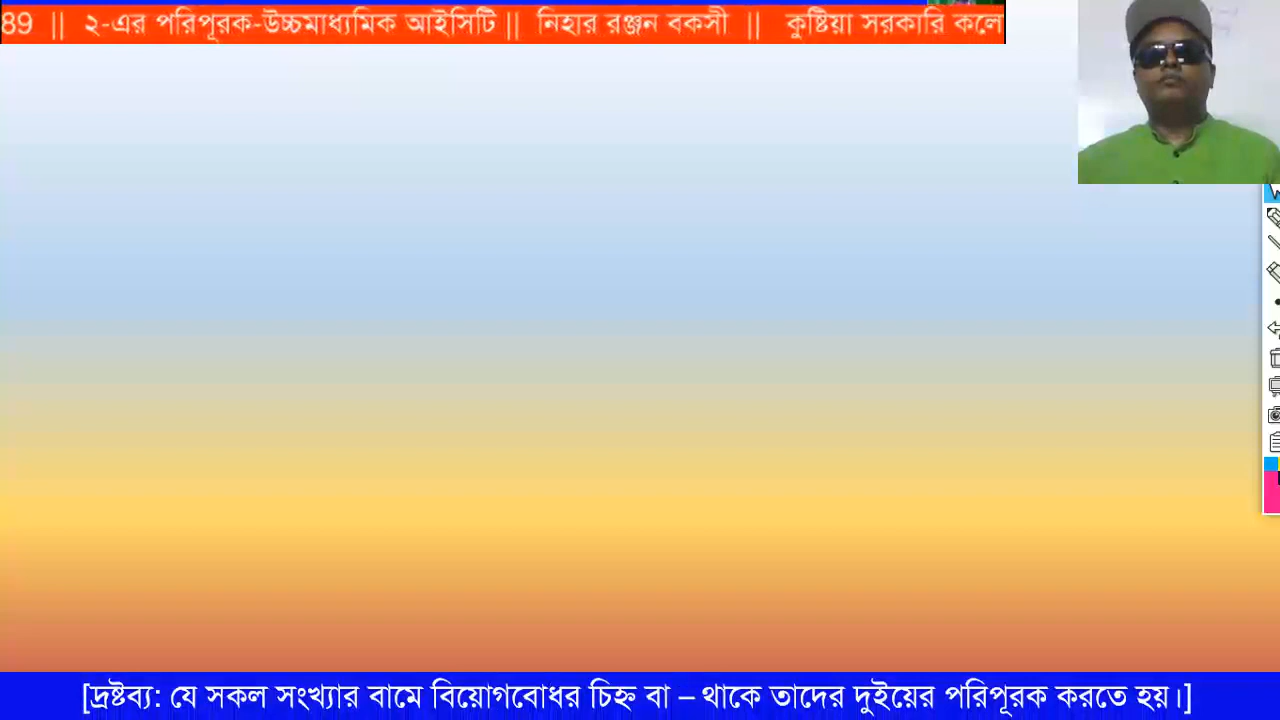 89 || ২-এর পরিপূরক-উচ্চমাধ্যমিক আইসিটি || নিহার রঞ্জন বকসী || কুষ্টিয়া সরকারি কলে
[দ্রষ্টব্য: যে সকল সংখ্যার বামে বিয়োগবোধর চিহ্ন বা – থাকে তাদের দুইয়ের পরিপূরক করতে হয়।]